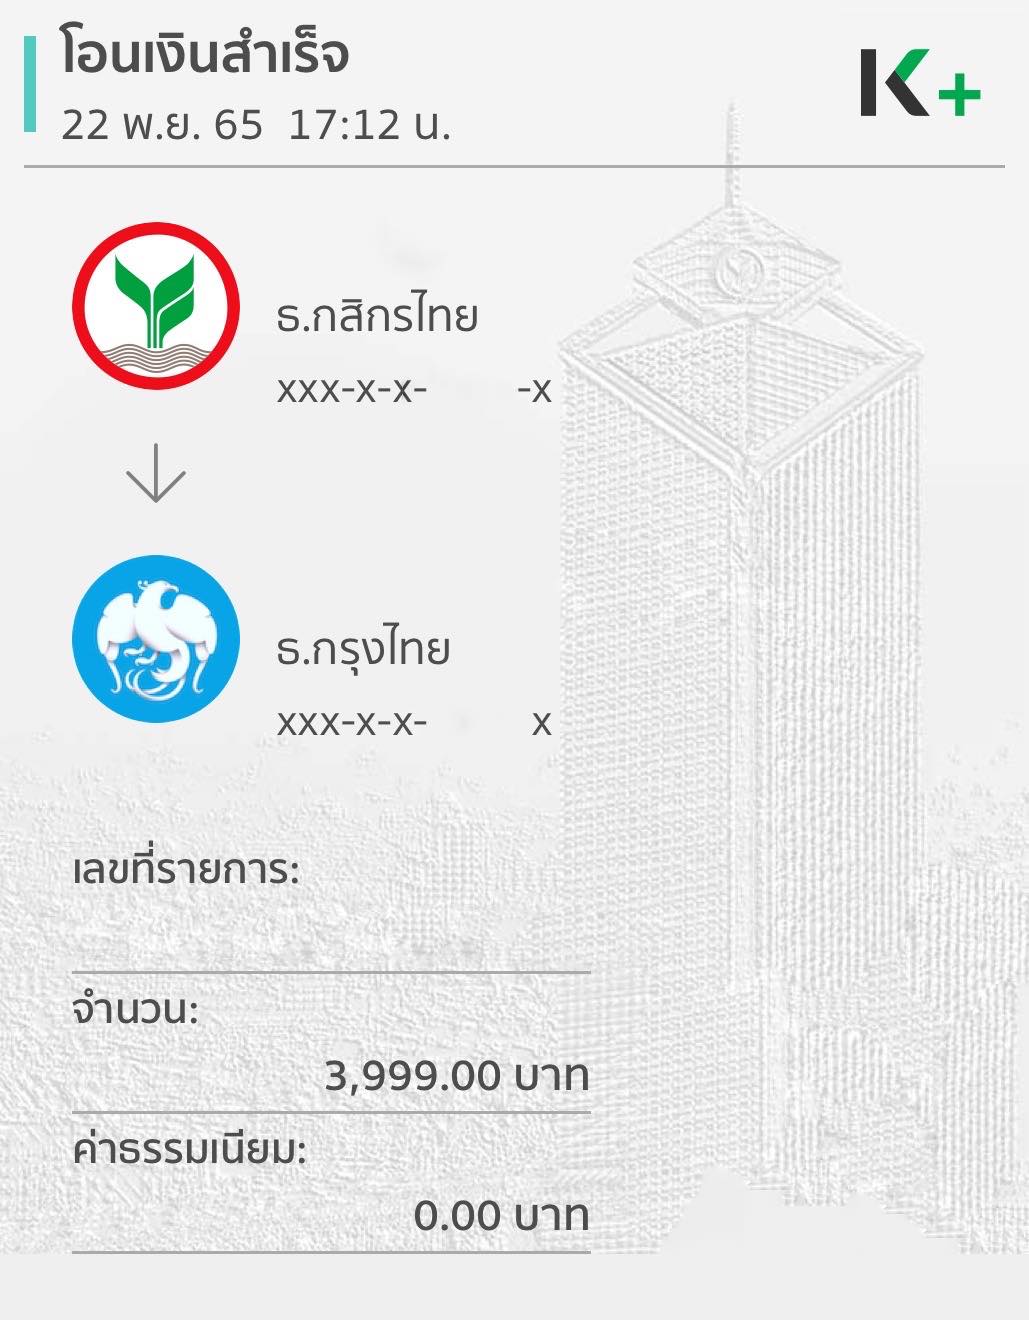 โอนเงินสำเร็จ
22 พ.ย. 65 17:12 น.
K+
ธ.กสิกรไทย
xxx-x-x- -x
ธ.กรุงไทย
xxx-x-x- x
เลขที่รายการ:
จำนวน:
3,999.00 บาท
ค่าธรรมเนียม:
0.00 บาท